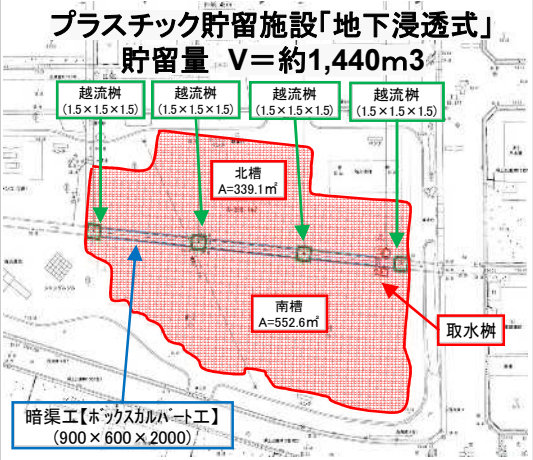 プラスチック貯留施設「地下浸透式」
貯留量 V=約1,440m3
越流桝
(1.5×1.5×1.5)
越流桝
(1.5×1.5×1.5)
越流桝
(1.5×1.5×1.5)
越流桝
(1.5×1.5×1.5)
北槽
A=339.1㎡
南槽
A=552.6㎡
取水桝
暗渠工【ボックスカルバート工】
(900×600×2000)